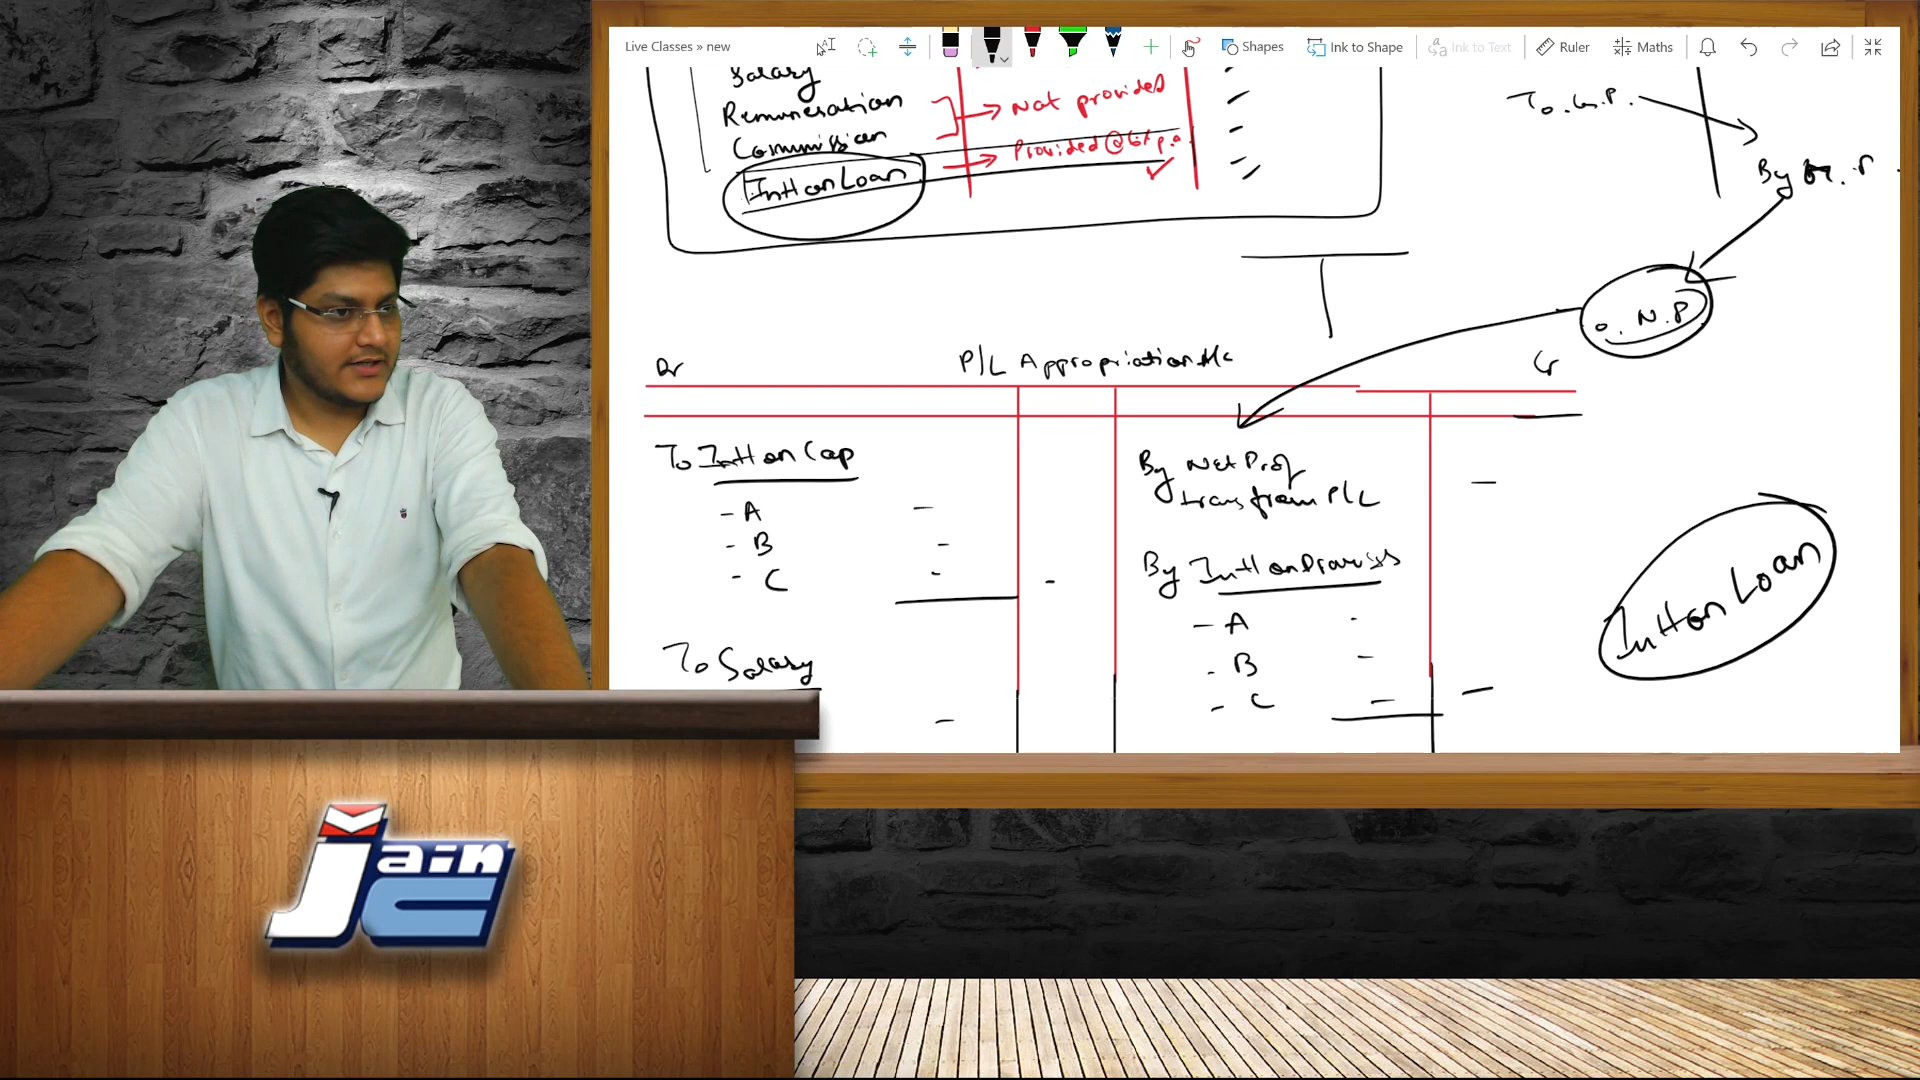 Live Classes » new
Shapes
Ink to Shape
Ink to Text
Ruler
Maths
Salary
Remuneration
Commission
Intt on Loan
Not provided
Provided @ 6% p.a.
To. G.P.
O. N.P
Dr
P/L Appropriation A/c
Cr
To Intt on Cap
- A
- B
- C
To Salary
By Net Prof
trans from P/L
By Intt on Drawings
- A
- B
- C
Intt on Loan
Jain
C